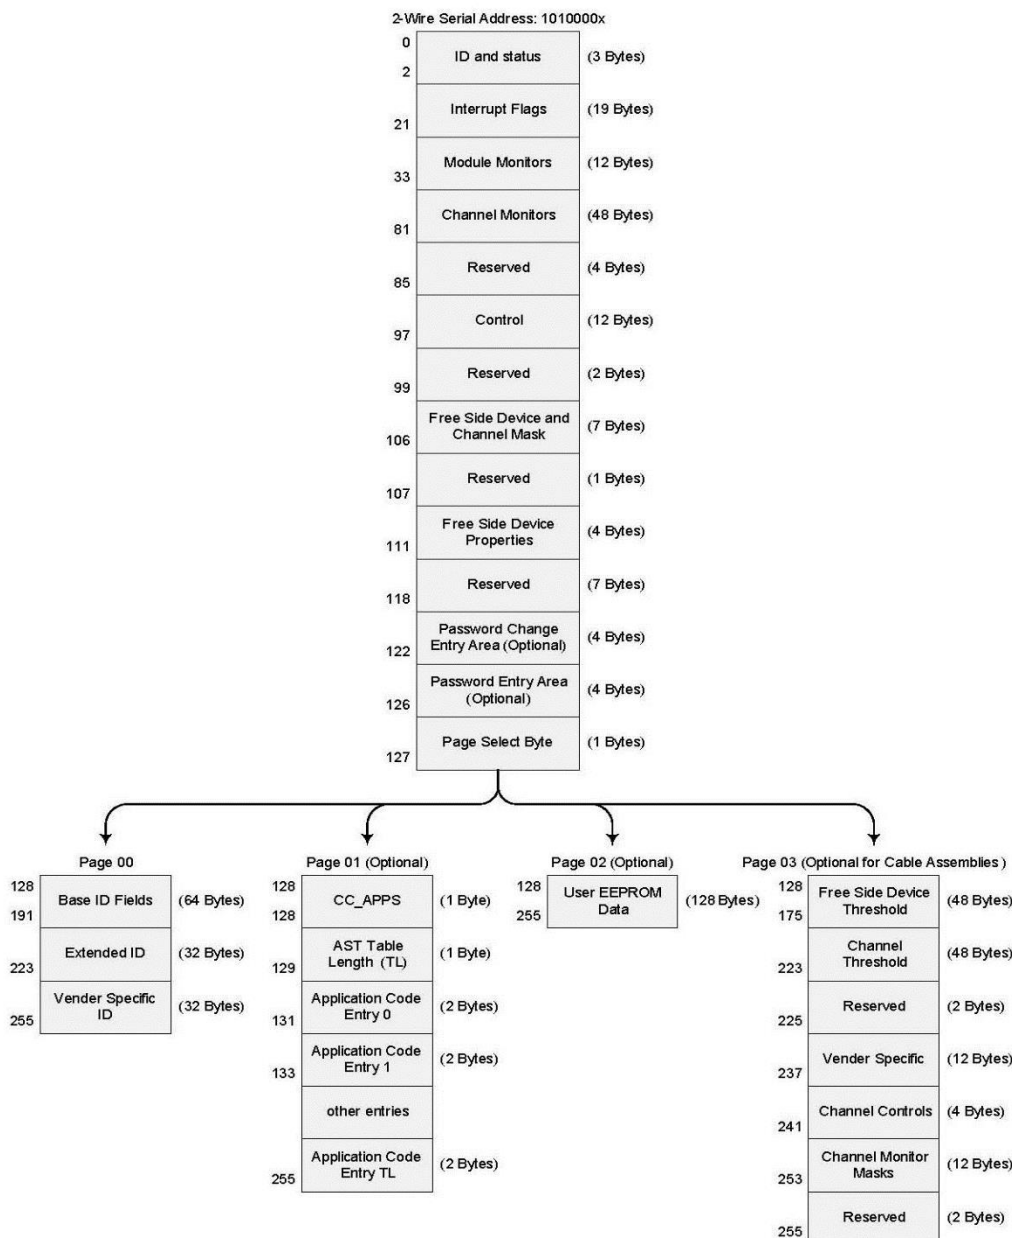 2-Wire Serial Address: 1010000x
0
ID and status
(3 Bytes)
2
Interrupt Flags
(19 Bytes)
21
Module Monitors
(12 Bytes)
33
Channel Monitors
(48 Bytes)
81
Reserved
(4 Bytes)
85
Control
(12 Bytes)
97
Reserved
(2 Bytes)
99
Free Side Device and
Channel Mask
(7 Bytes)
106
Reserved
(1 Bytes)
107
Free Side Device
Properties
(4 Bytes)
111
Reserved
(7 Bytes)
118
Password Change
Entry Area (Optional)
(4 Bytes)
122
Password Entry Area
(Optional)
(4 Bytes)
126
Page Select Byte
(1 Bytes)
127
Page 00
128
Base ID Fields
(64 Bytes)
191
Extended ID
(32 Bytes)
223
Vender Specific
ID
(32 Bytes)
255
Page 01 (Optional)
128
CC_APPS
(1 Byte)
128
AST Table
Length (TL)
(1 Byte)
129
Application Code
Entry 0
(2 Bytes)
131
Application Code
Entry 1
(2 Bytes)
133
other entries
Application Code
Entry TL
(2 Bytes)
255
Page 02 (Optional)
128
User EEPROM
Data
(128 Bytes)
255
Page 03 (Optional for Cable Assemblies )
128
Free Side Device
Threshold
(48 Bytes)
175
Channel
Threshold
(48 Bytes)
223
Reserved
(2 Bytes)
225
Vender Specific
(12 Bytes)
237
Channel Controls
(4 Bytes)
241
Channel Monitor
Masks
(12 Bytes)
253
Reserved
(2 Bytes)
255